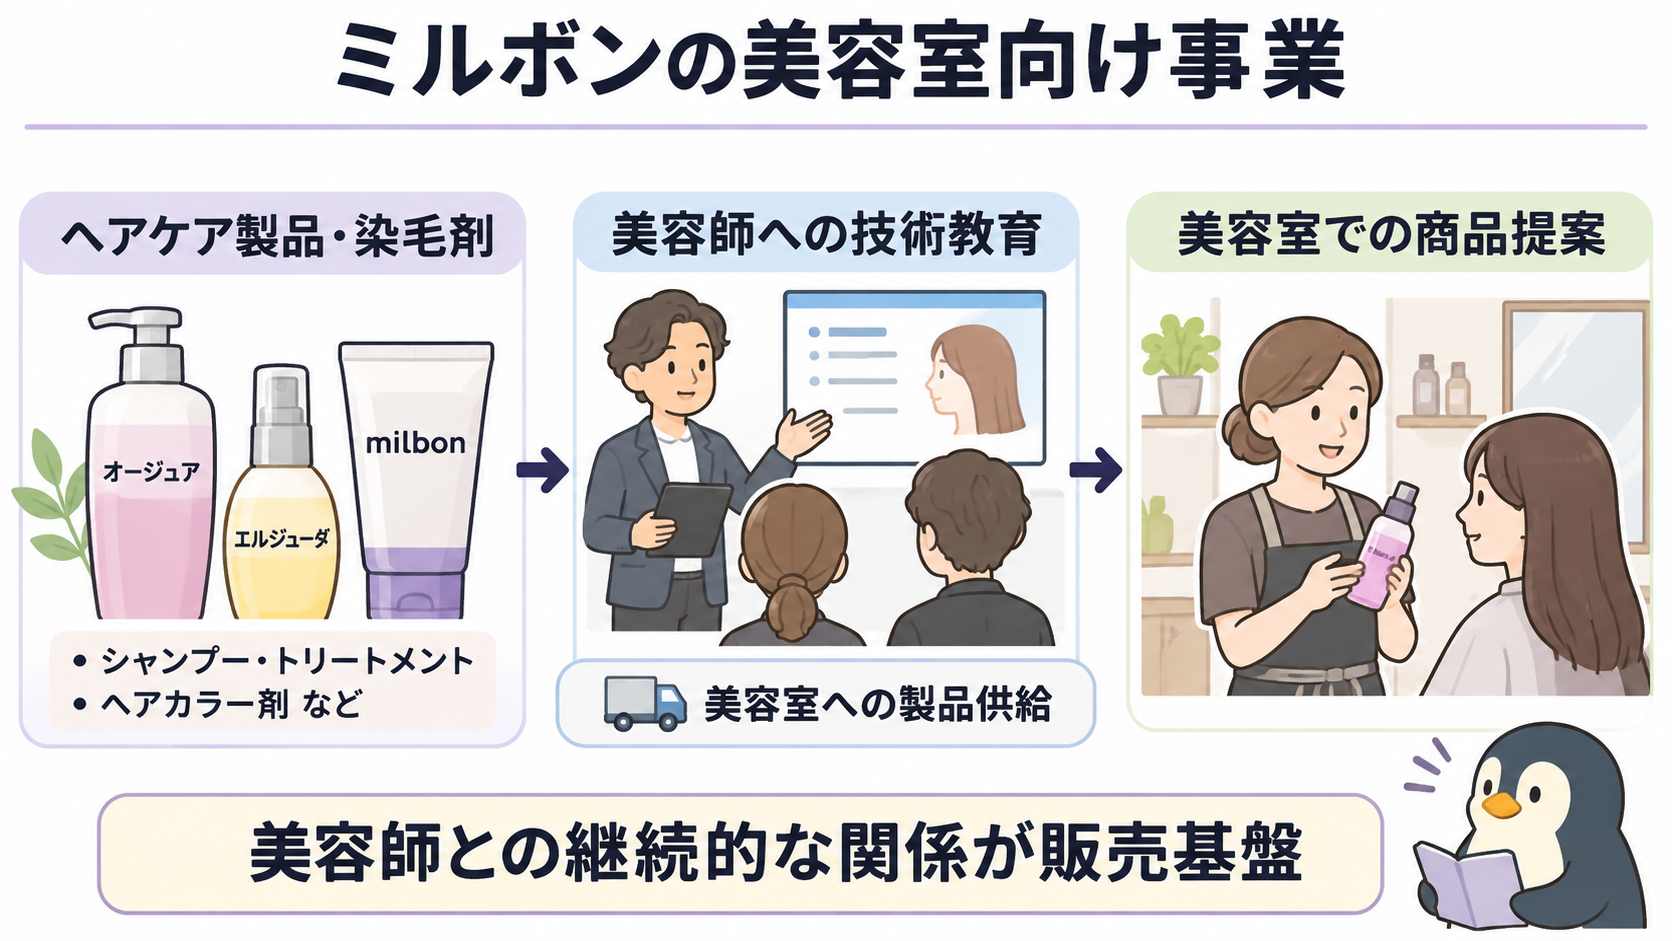 ミルボンの美容室向け事業
ヘアケア製品・染毛剤
オージュア
エルジューダ
milbon
• シャンプー・トリートメント
• ヘアカラー剤 など
美容師への技術教育
美容室への製品供給
美容室での商品提案
美容師との継続的な関係が販売基盤